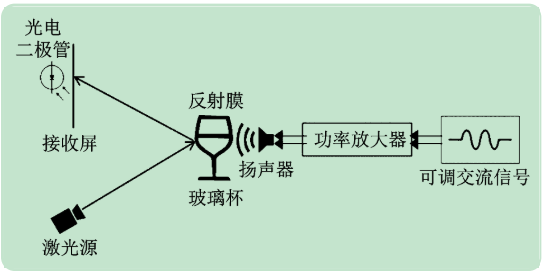 光电
二极管
反射膜
接收屏
扬声器
功率放大器
玻璃杯
可调交流信号
激光源